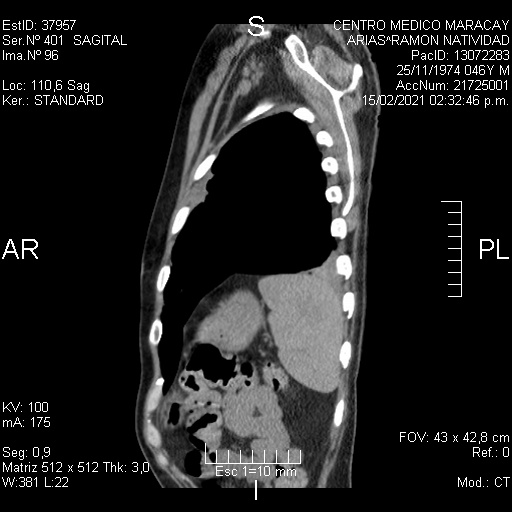 EstID: 37957
Ser.Nº 401 SAGITAL
Ima.Nº 96
Loc: 110,6 Sag
Ker.: STANDARD
S
CENTRO MEDICO MARACAY
ARIAS^RAMON NATIVIDAD
PacID: 13072283
25/11/1974 046Y M
AccNum: 21725001
15/02/2021 02:32:46 p.m.
AR
PL
KV: 100
mA: 175
Seg: 0,9
Matriz 512 x 512 Thk: 3,0
W:381 L:22
Esc 1=10 mm
I
FOV: 43 x 42,8 cm
Ref.: 0
Mod.: CT